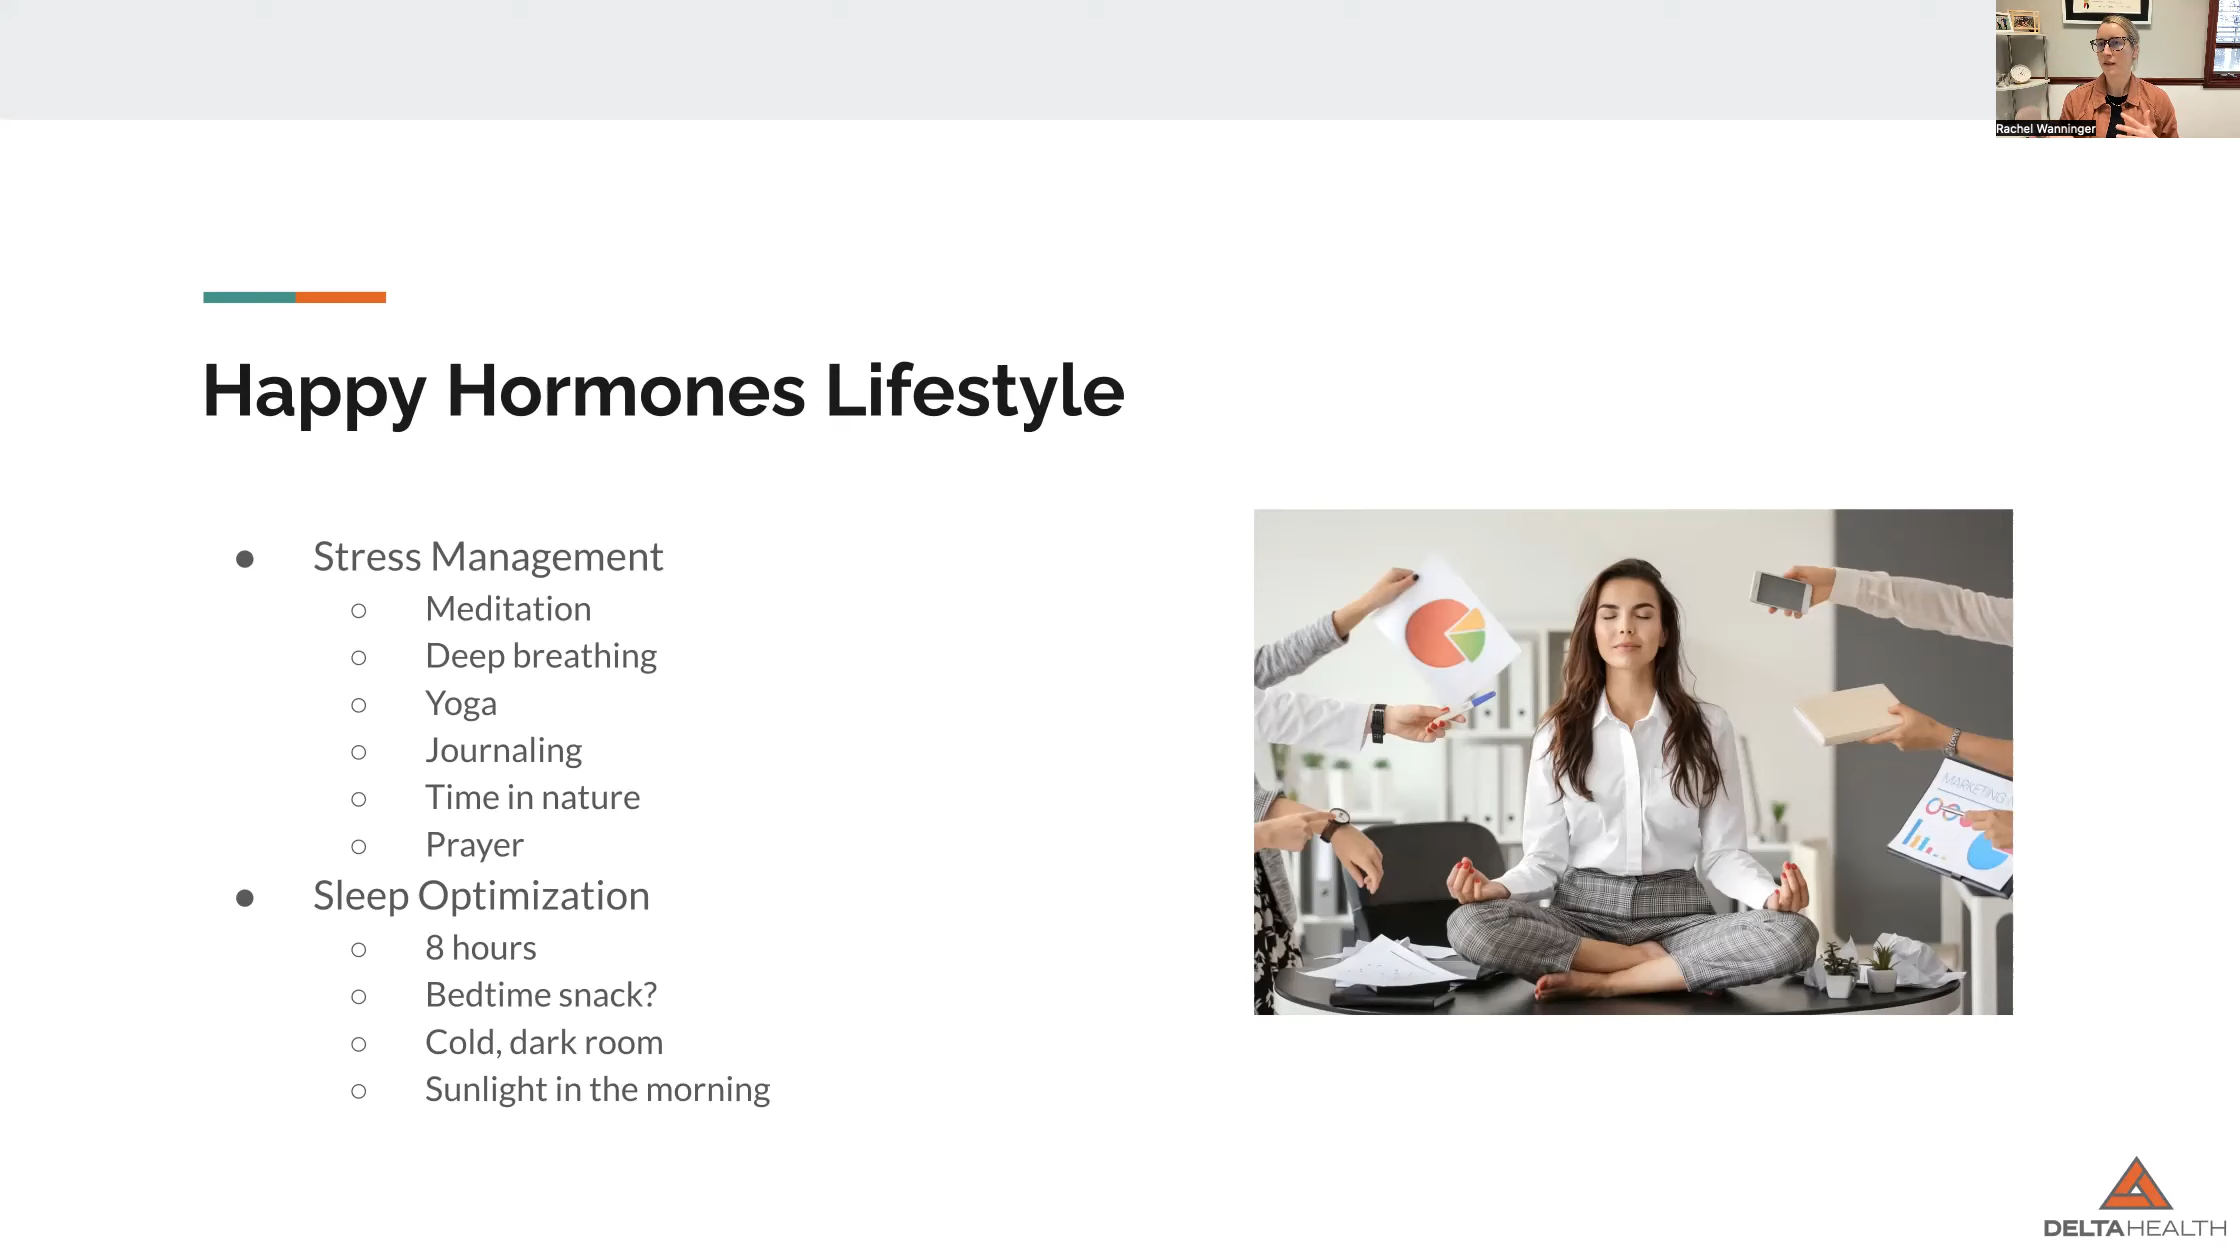 Rachel Wanninger
Happy Hormones Lifestyle
● Stress Management
○ Meditation
○ Deep breathing
○ Yoga
○ Journaling
○ Time in nature
○ Prayer
● Sleep Optimization
○ 8 hours
○ Bedtime snack?
○ Cold, dark room
○ Sunlight in the morning
MARKETING
DELTAHEALTH